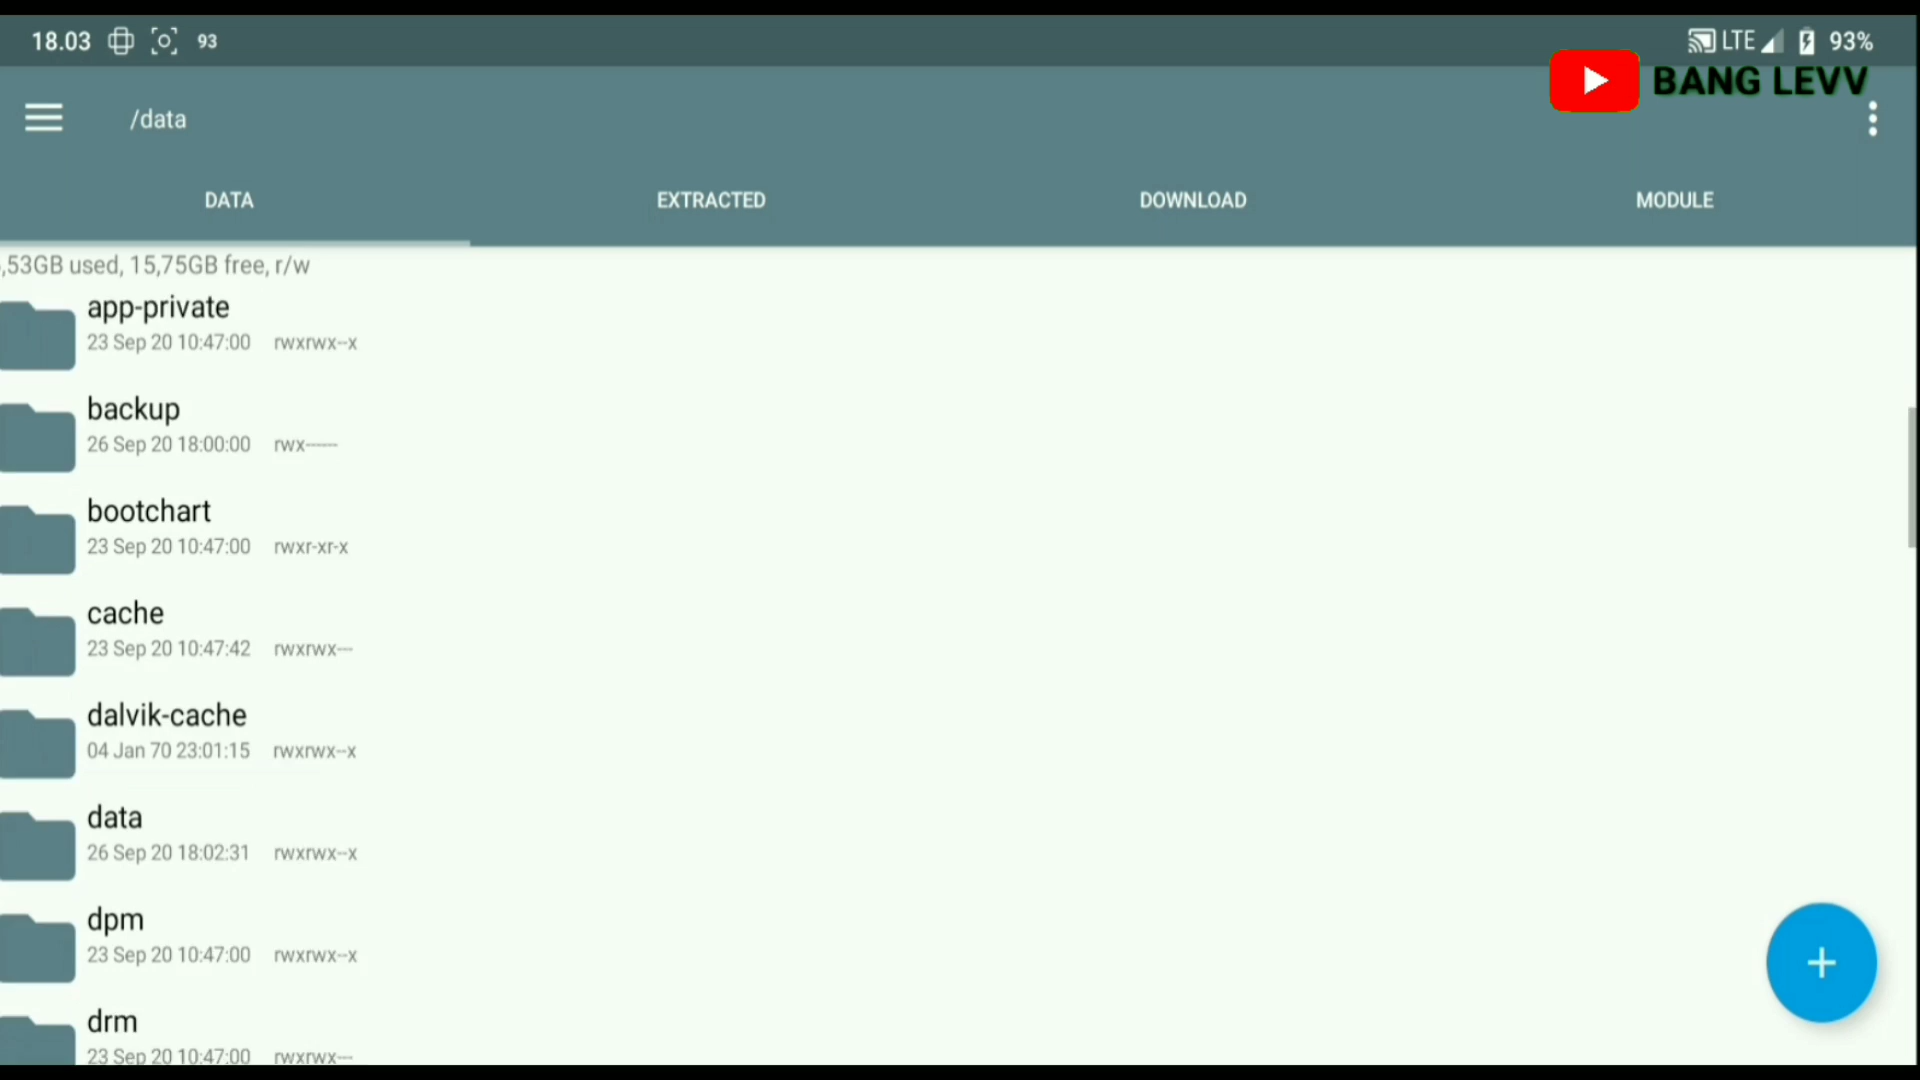 18.03 93 LTE 93%
BANG LEVV
/data
DATA EXTRACTED DOWNLOAD MODULE
,53GB used, 15,75GB free, r/w
app-private
23 Sep 20 10:47:00 rwxrwx--x
backup
26 Sep 20 18:00:00 rwx------
bootchart
23 Sep 20 10:47:00 rwxr-xr-x
cache
23 Sep 20 10:47:42 rwxrwx---
dalvik-cache
04 Jan 70 23:01:15 rwxrwx--x
data
26 Sep 20 18:02:31 rwxrwx--x
dpm
23 Sep 20 10:47:00 rwxrwx--x
drm
23 Sep 20 10:47:00 rwxrwx---